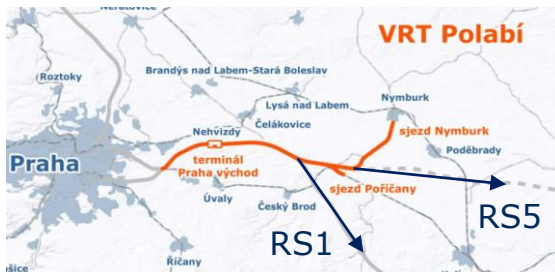 Neratovice
VRT Polabí
Roztoky
Brandýs nad Labem-Stará Boleslav
Lysá nad Labem
Nymburk
Čelákovice
Nehvizdy
sjezd Nymburk
Praha
terminál
Praha východ
Poděbrady
sjezd Poříčany
Úvaly
Český Brod
RS5
RS1
Říčany